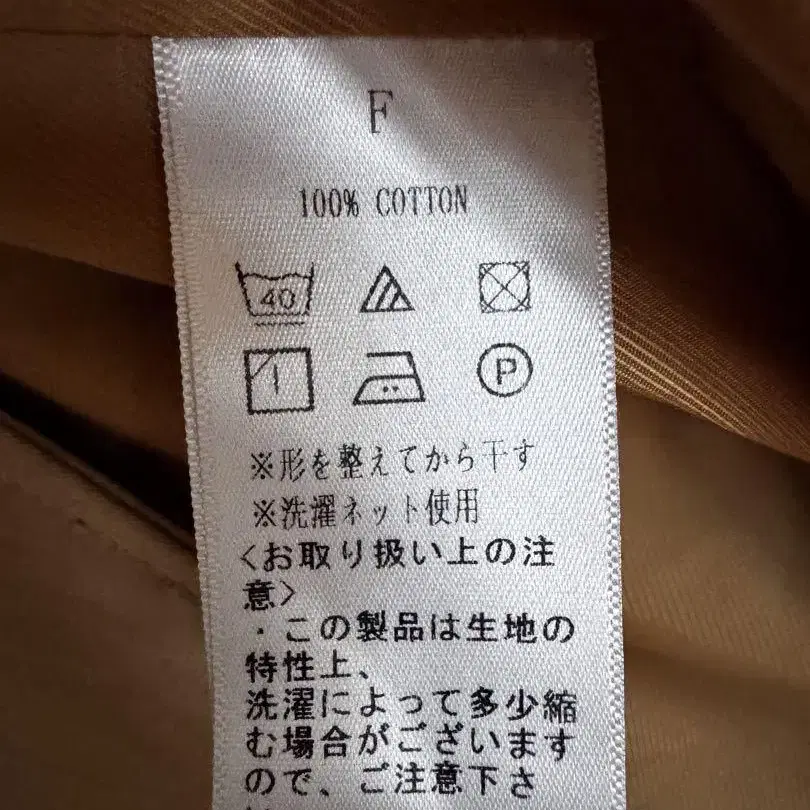 F
100% COTTON
40
P
※形を整えてから干す
※洗濯ネット使用
<お取り扱い上の注
意>
・この製品は生地の
特性上、
洗濯によって多少縮
む場合がございます
ので、ご注意下さ